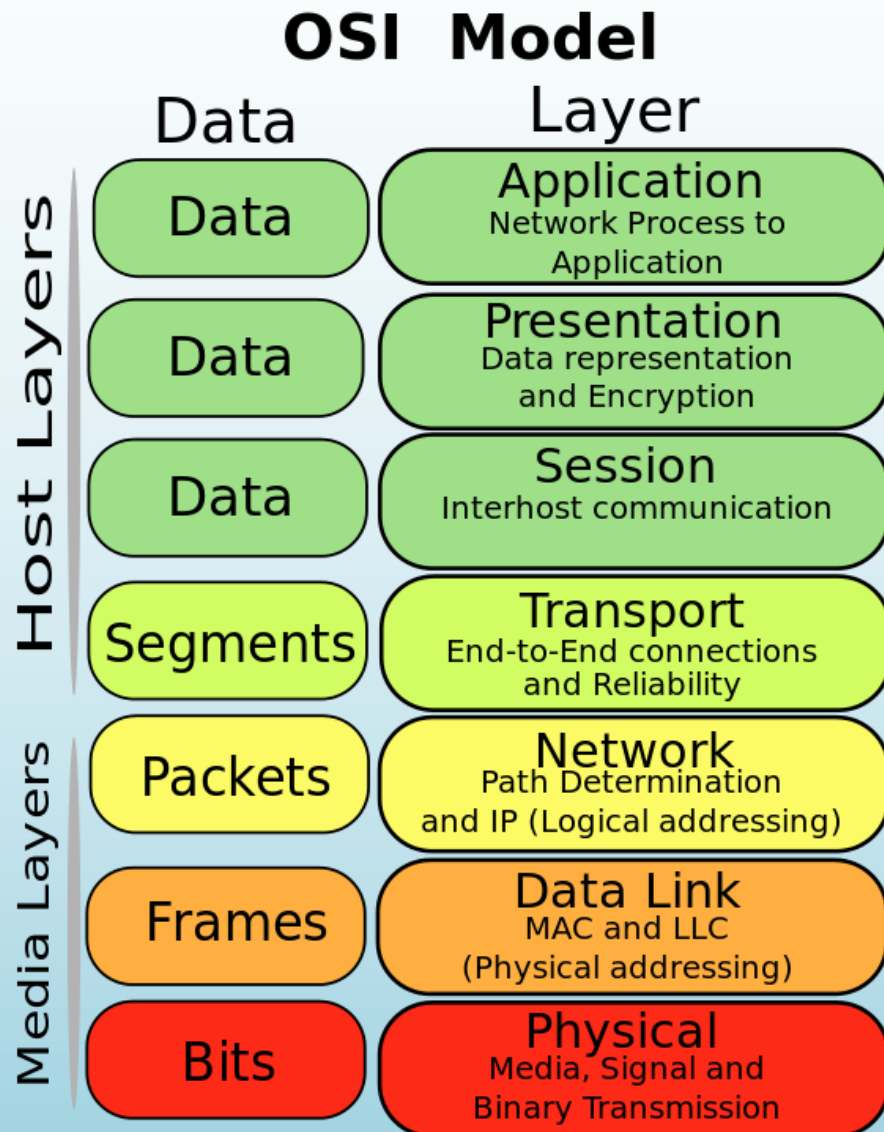 OSI Model
Data
Layer
Host Layers
Data
Application
Network Process to
Application
Data
Presentation
Data representation
and Encryption
Data
Session
Interhost communication
Segments
Transport
End-to-End connections
and Reliability
Media Layers
Packets
Network
Path Determination
and IP (Logical addressing)
Frames
Data Link
MAC and LLC
(Physical addressing)
Bits
Physical
Media, Signal and
Binary Transmission